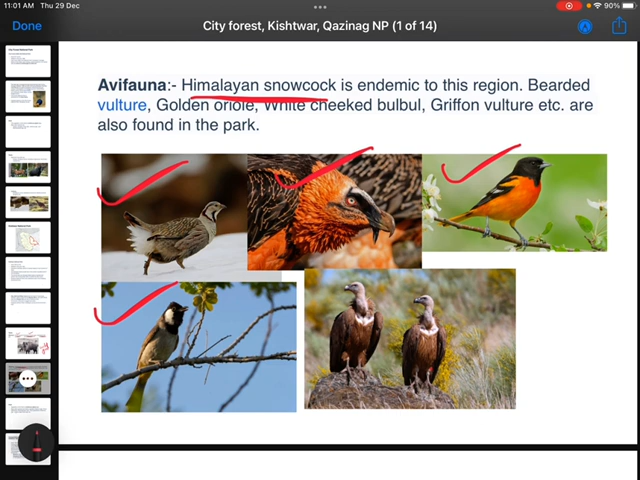 11:01 AM Thu 29 Dec
90%
Done
City forest, Kishtwar, Qazinag NP (1 of 14)
Avifauna:- Himalayan snowcock is endemic to this region. Bearded
vulture, Golden oriole, White cheeked bulbul, Griffon vulture etc. are
also found in the park.